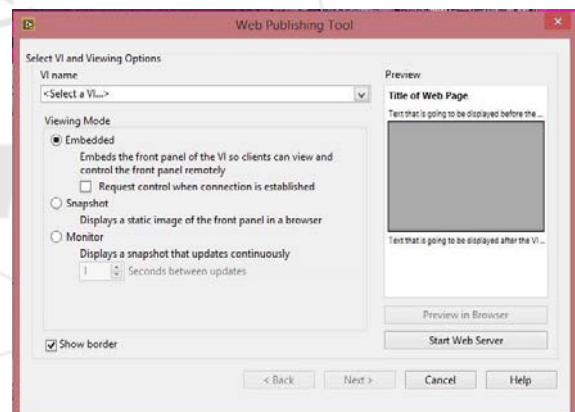 Web Publishing Tool
Select VI and Viewing Options
VI name
<Select a VI...>
Viewing Mode
Embedded
Embeds the front panel of the VI so clients can view and
control the front panel remotely
Request control when connection is established
Snapshot
Displays a static image of the front panel in a browser
Monitor
Displays a snapshot that updates continuously
1 Seconds between updates
Show border
Preview
Title of Web Page
Text that is going to be displayed before the ...
Text that is going to be displayed after the VI ...
Preview in Browser
Start Web Server
< Back Next > Cancel Help